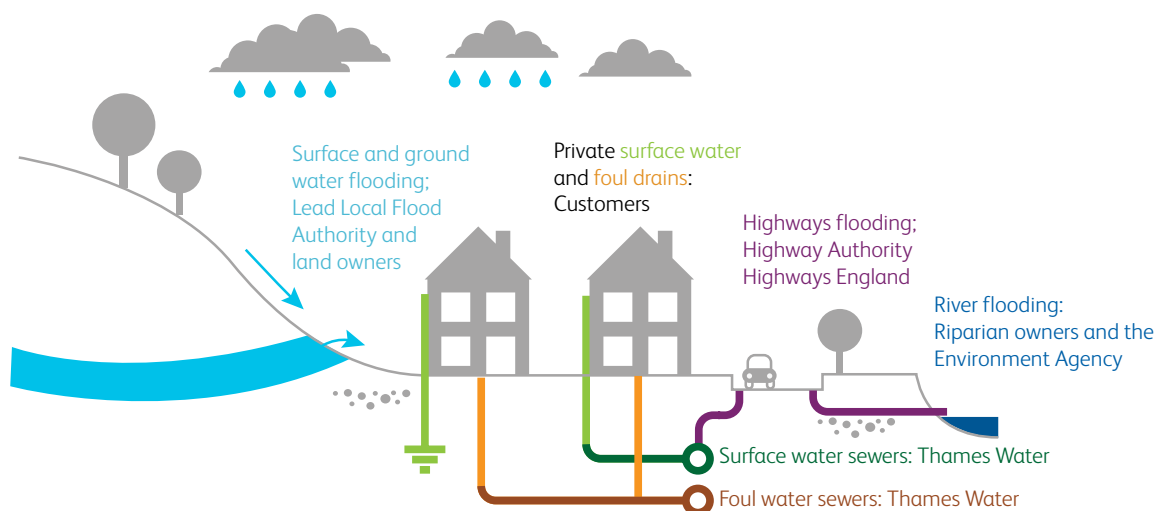 Surface and ground
water flooding;
Lead Local Flood
Authority and
land owners
Private surface water
and foul drains:
Customers
Highways flooding;
Highway Authority
Highways England
River flooding:
Riparian owners and the
Environment Agency
Surface water sewers: Thames Water
Foul water sewers: Thames Water